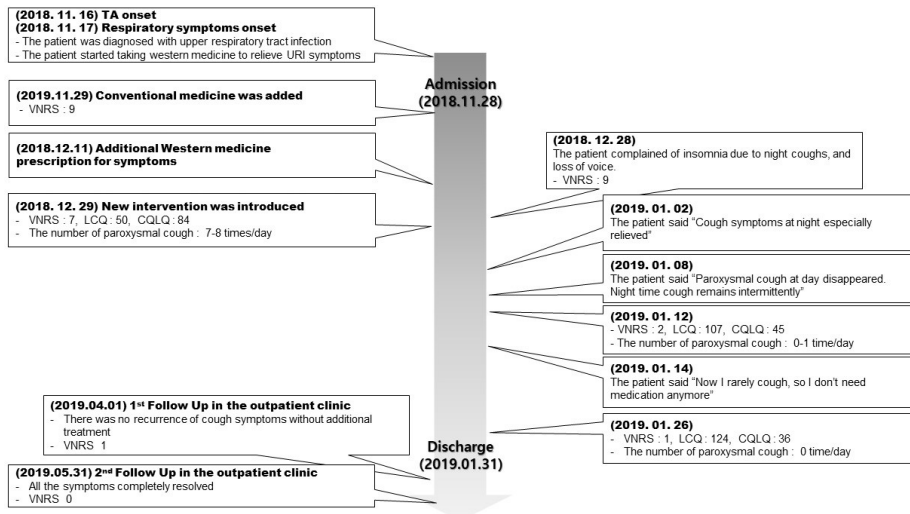 (2018. 11. 16) TA onset
(2018. 11. 17) Respiratory symptoms onset
- The patient was diagnosed with upper respiratory tract infection
- The patient started taking western medicine to relieve URI symptoms
Admission
(2018.11.28)
(2019.11.29) Conventional medicine was added
- VNRS : 9
(2018.12.11) Additional Western medicine
prescription for symptoms
(2018. 12. 28)
The patient complained of insomnia due to night coughs, and
loss of voice.
- VNRS : 9
(2018. 12. 29) New intervention was introduced
- VNRS : 7, LCQ : 50, CQLQ : 84
- The number of paroxysmal cough : 7-8 times/day
(2019. 01. 02)
The patient said “Cough symptoms at night especially
relieved”
(2019. 01. 08)
The patient said “Paroxysmal cough at day disappeared.
Night time cough remains intermittently”
(2019. 01. 12)
- VNRS : 2, LCQ : 107, CQLQ : 45
- The number of paroxysmal cough : 0-1 time/day
(2019. 01. 14)
The patient said “Now I rarely cough, so I don’t need
medication anymore”
(2019. 01. 26)
- VNRS : 1, LCQ : 124, CQLQ : 36
- The number of paroxysmal cough : 0 time/day
Discharge
(2019.01.31)
(2019.04.01) 1st Follow Up in the outpatient clinic
- There was no recurrence of cough symptoms without additional
treatment
- VNRS 1
(2019.05.31) 2nd Follow Up in the outpatient clinic
- All the symptoms completely resolved
- VNRS 0